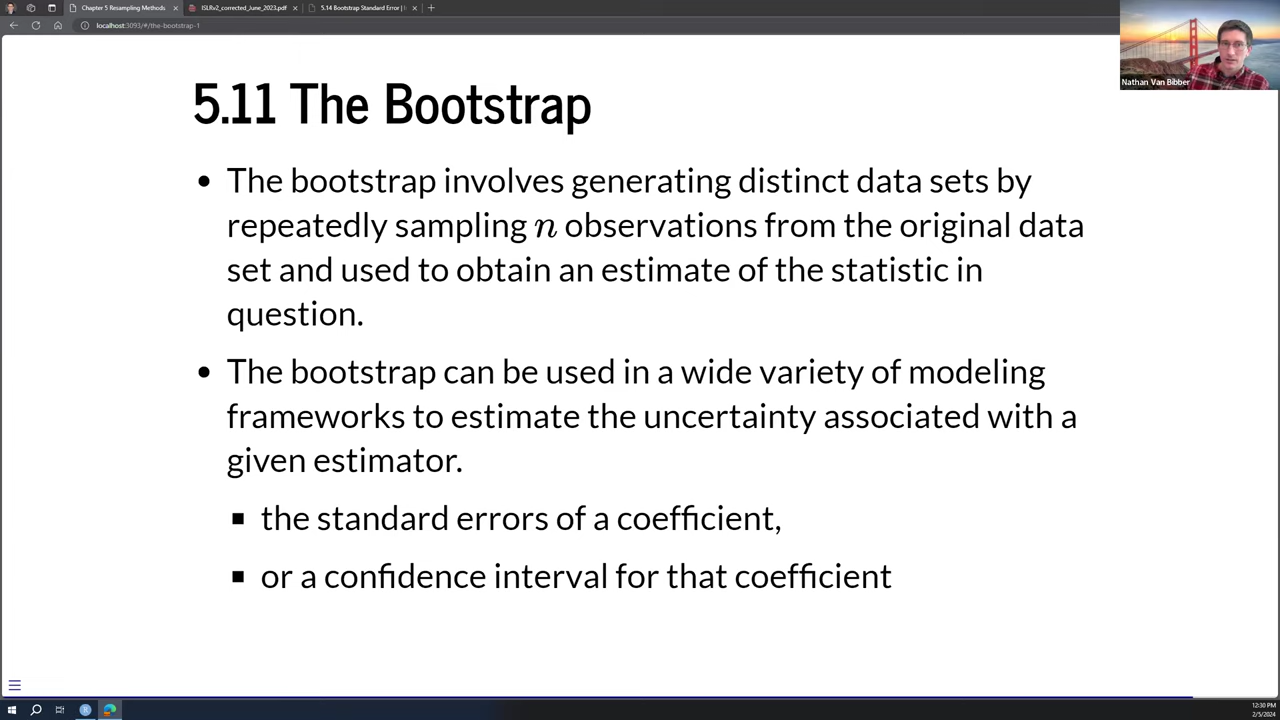 Chapter 5 Resampling Methods
ISLRv2_corrected_June_2023.pdf
5.14 Bootstrap Standard Error |
localhost:3093/#/the-bootstrap-1
Nathan Van Bibber
5.11 The Bootstrap
• The bootstrap involves generating distinct data sets by
repeatedly sampling n observations from the original data
set and used to obtain an estimate of the statistic in
question.
• The bootstrap can be used in a wide variety of modeling
frameworks to estimate the uncertainty associated with a
given estimator.
▪ the standard errors of a coefficient,
▪ or a confidence interval for that coefficient
12:30 PM
2/5/2024